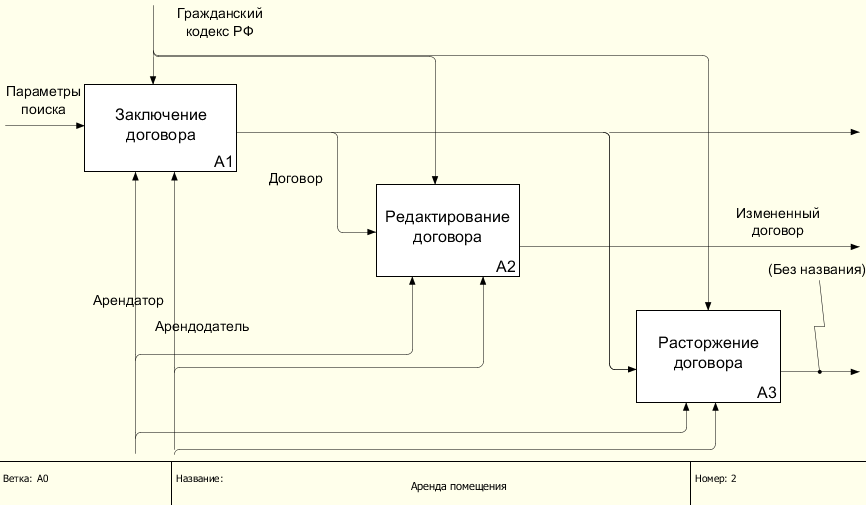 Гражданский
кодекс РФ
Параметры
поиска
Заключение
договора
A1
Договор
Редактирование
договора
A2
Измененный
договор
(Без названия)
Арендатор
Арендодатель
Расторжение
договора
A3
Ветка: A0
Название:
Аренда помещения
Номер: 2